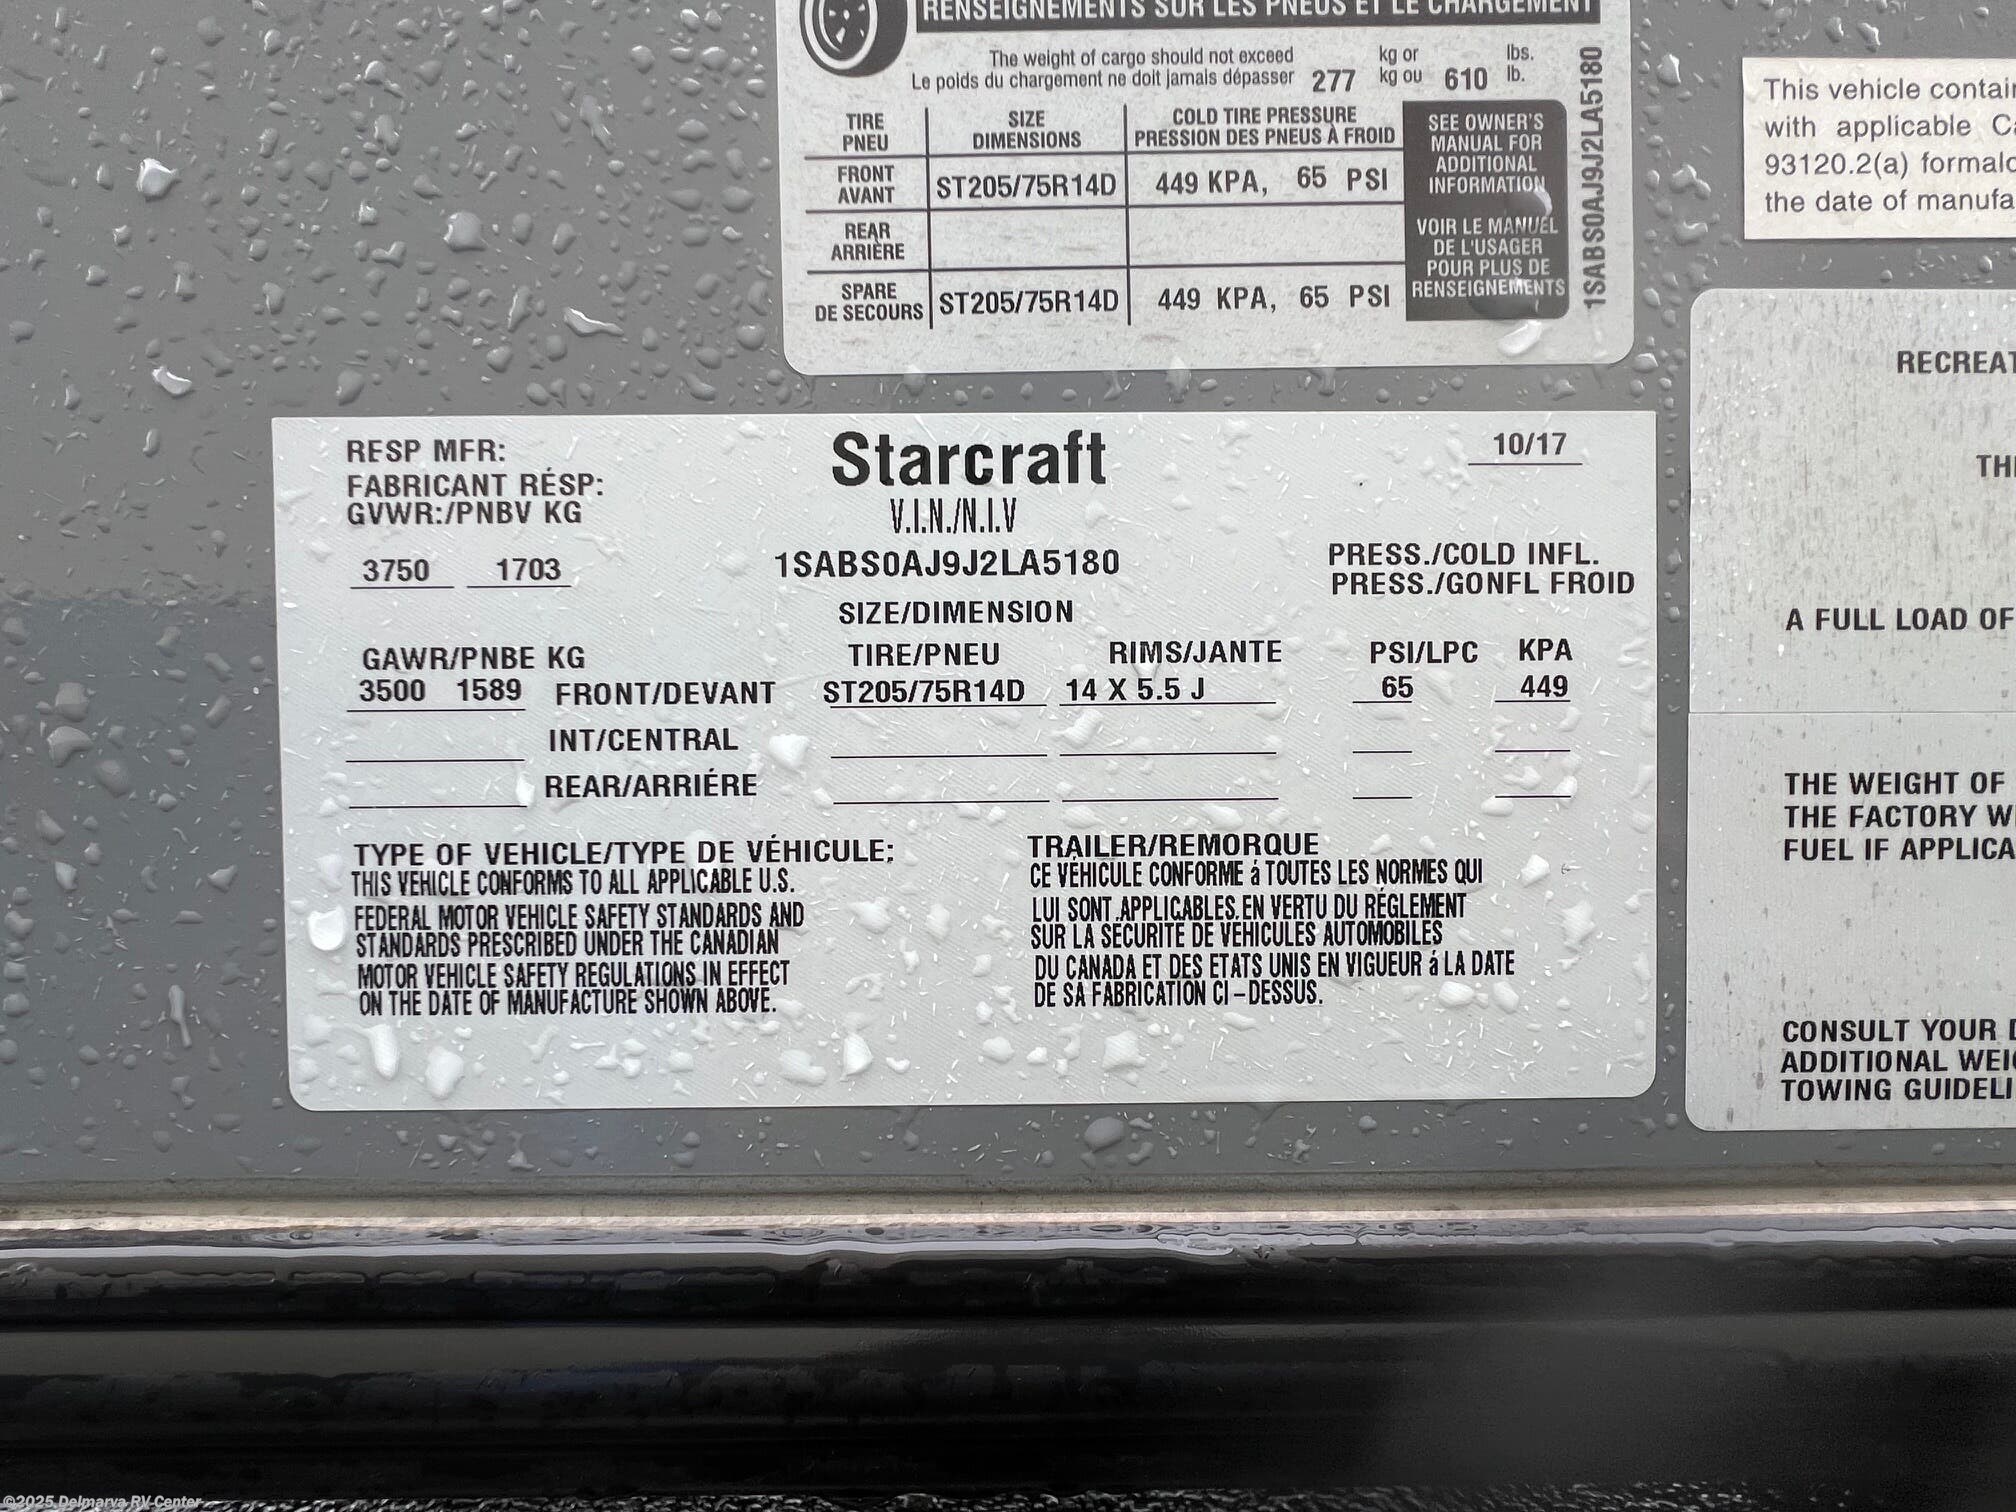 RENSEIGNEMENTS SUR LES PNEUS ET LE CHARGEMENT
The weight of cargo should not exceed kg or lbs.
Le poids du chargement ne doit jamais dépasser 277 kg ou 610 lb.
TIRE PNEU SIZE DIMENSIONS COLD TIRE PRESSURE PRESSION DES PNEUS À FROID
FRONT AVANT ST205/75R14D 449 KPA, 65 PSI
REAR ARRIÈRE
SPARE DE SECOURS ST205/75R14D 449 KPA, 65 PSI
SEE OWNER'S
MANUAL FOR
ADDITIONAL
INFORMATION
VOIR LE MANUEL
DE L'USAGER
POUR PLUS DE
RENSEIGNEMENTS
1SABS0AJ9J2LA5180
This vehicle contain
with applicable Ca
93120.2(a) formald
the date of manufa
RESP MFR: Starcraft 10/17
FABRICANT RÉSP:
GVWR:/PNBV KG V.I.N./N.I.V
3750 1703 1SABS0AJ9J2LA5180 PRESS./COLD INFL.
PRESS./GONFL FROID
SIZE/DIMENSION
GAWR/PNBE KG TIRE/PNEU RIMS/JANTE PSI/LPC KPA
3500 1589 FRONT/DEVANT ST205/75R14D 14 X 5.5 J 65 449
INT/CENTRAL
REAR/ARRIÉRE
TYPE OF VEHICLE/TYPE DE VÉHICULE: TRAILER/REMORQUE
THIS VEHICLE CONFORMS TO ALL APPLICABLE U.S.
FEDERAL MOTOR VEHICLE SAFETY STANDARDS AND
STANDARDS PRESCRIBED UNDER THE CANADIAN
MOTOR VEHICLE SAFETY REGULATIONS IN EFFECT
ON THE DATE OF MANUFACTURE SHOWN ABOVE.
CE VÉHICULE CONFORME á TOUTES LES NORMES QUI
LUI SONT APPLICABLES EN VERTU DU RÉGLEMENT
SUR LA SECURITE DE VEHICULES AUTOMOBILES
DU CANADA ET DES ETATS UNIS EN VIGUEUR á LA DATE
DE SA FABRICATION CI-DESSUS.
RECREAT
TH
A FULL LOAD OF
THE WEIGHT OF
THE FACTORY W
FUEL IF APPLICA
CONSULT YOUR
ADDITIONAL WEI
TOWING GUIDELI
©2025 Delmarva RV Center